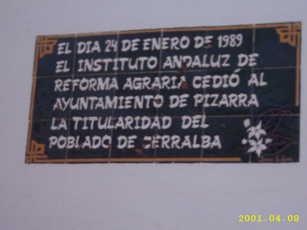 EL DIA 24 DE ENERO DE 1989
EL INSTITUTO ANDALUZ DE
REFORMA AGRARIA CEDIÓ AL
AYUNTAMIENTO DE PIZARRA
LA TITULARIDAD DEL
POBLADO DE CERRALBA
2001.04.08